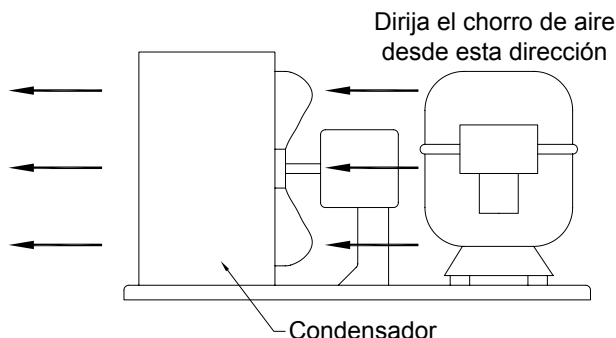 Dirija el chorro de aire
desde esta dirección
Condensador